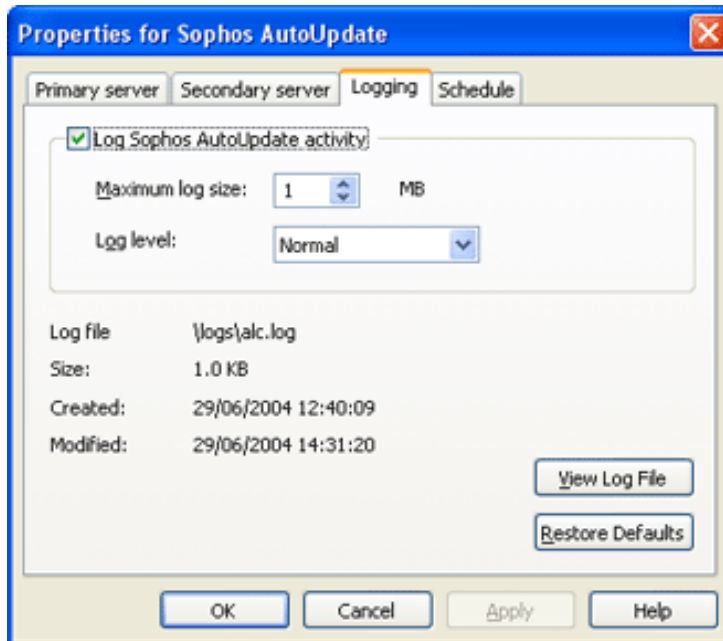 Properties for Sophos AutoUpdate
Primary server Secondary server Logging Schedule
Log Sophos AutoUpdate activity
Maximum log size: 1 MB
Log level: Normal
Log file \logs\alc.log
Size: 1.0 KB
Created: 29/06/2004 12:40:09
Modified: 29/06/2004 14:31:20
View Log File
Restore Defaults
OK Cancel Apply Help